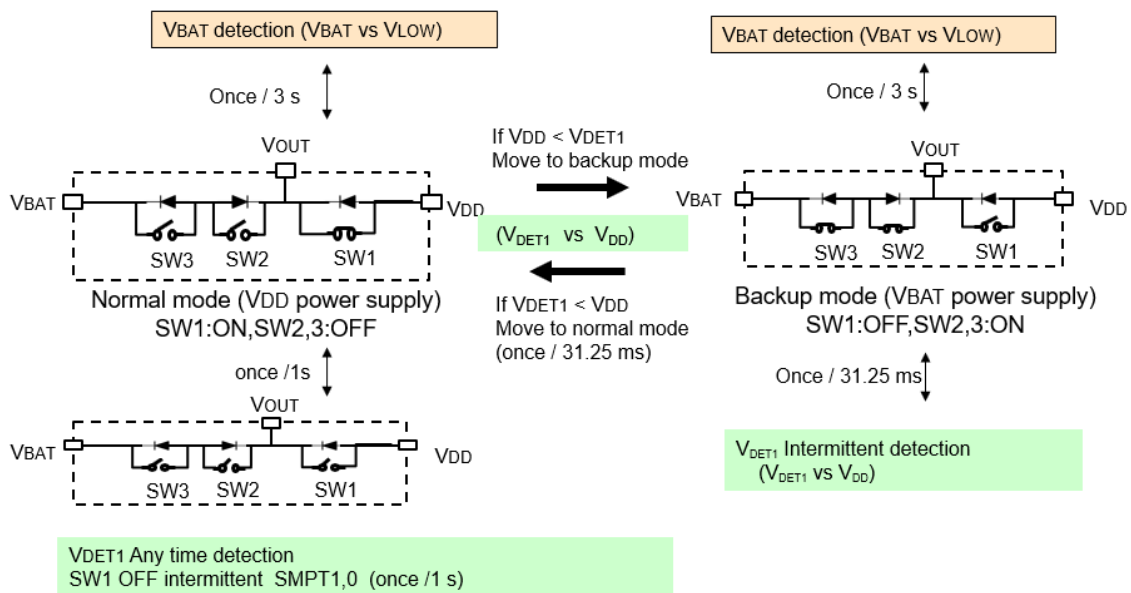 VBAT detection (VBAT vs VLOW)
Once / 3 s
VOUT
VBAT
VDD
SW3
SW2
SW1
Normal mode (VDD power supply)
SW1:ON,SW2,3:OFF
once /1s
VOUT
VBAT
VDD
SW3
SW2
SW1
VDET1 Any time detection
SW1 OFF intermittent SMPT1,0 (once /1 s)
If VDD < VDET1
Move to backup mode
(VDET1 vs VDD)
If VDET1 < VDD
Move to normal mode
(once / 31.25 ms)
VBAT detection (VBAT vs VLOW)
Once / 3 s
VOUT
VBAT
VDD
SW3
SW2
SW1
Backup mode (VBAT power supply)
SW1:OFF,SW2,3:ON
Once / 31.25 ms
VDET1 Intermittent detection
(VDET1 vs VDD)